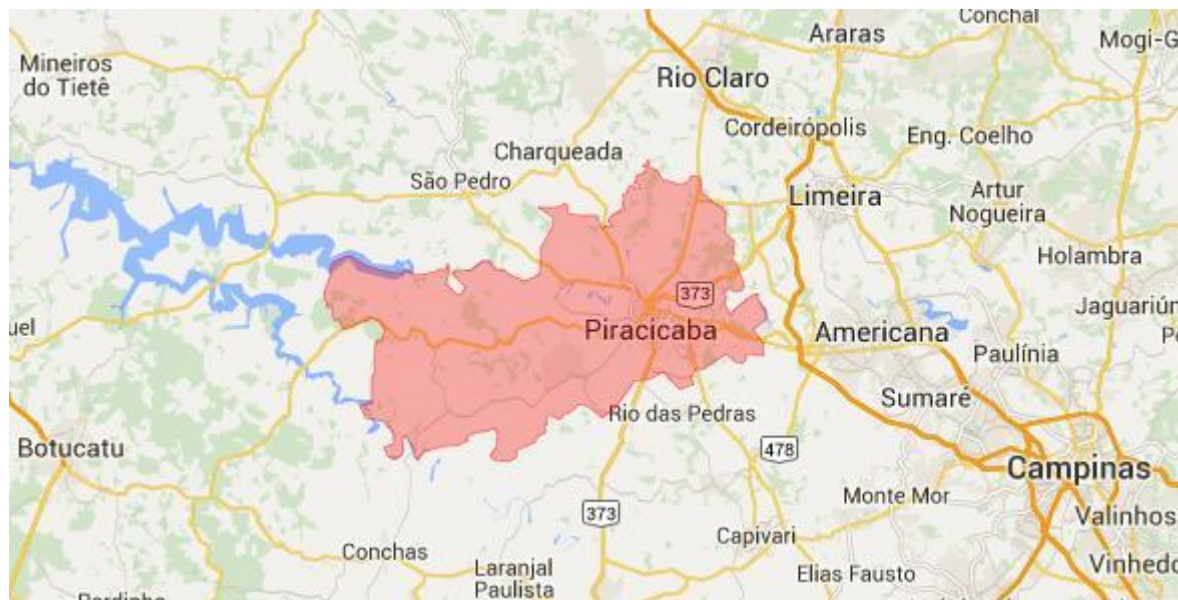 Conchal
Araras
Mogi-G
Mineiros
do Tietê
Rio Claro
Cordeirópolis
Eng. Coelho
Charqueada
São Pedro
Limeira
Artur
Nogueira
Holambra
373
Jaguariún
uel
Piracicaba
Americana
Paulínia
Sumaré
Rio das Pedras
Botucatu
478
Campinas
Monte Mor
373
Valinhos
Capivari
Conchas
Laranjal
Paulista
Elias Fausto
Vinhedo